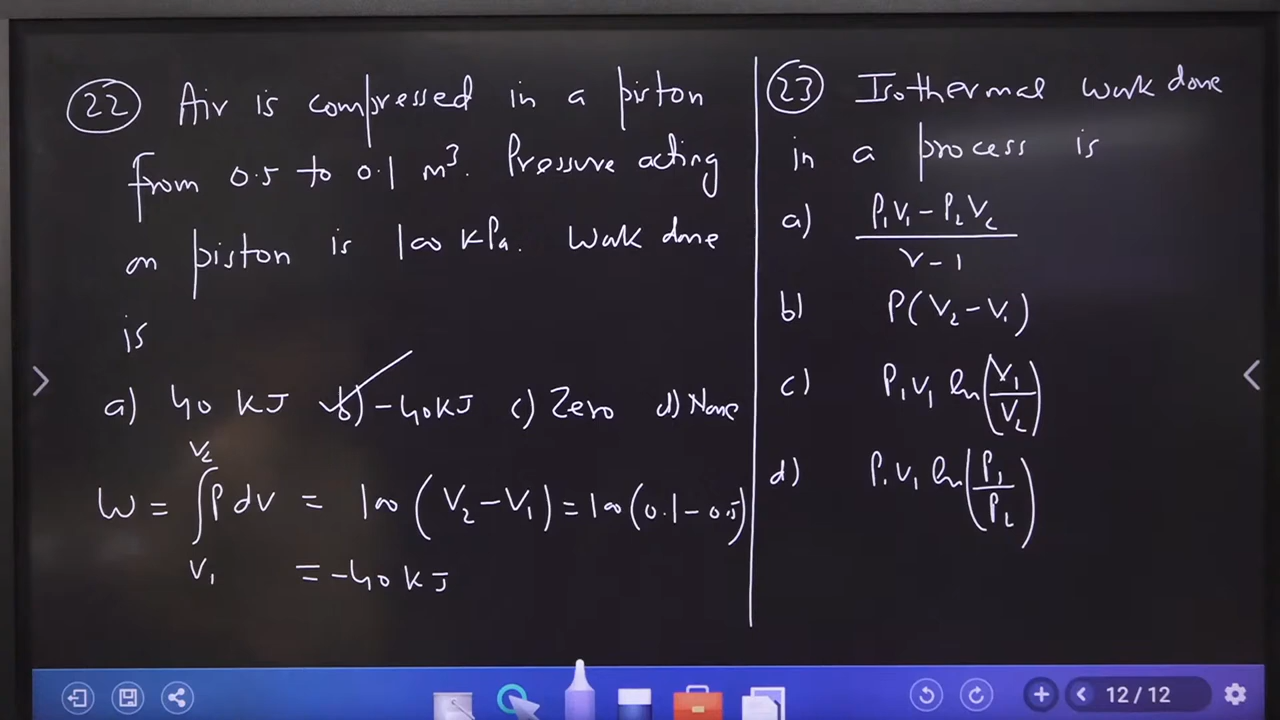 22 Air is compressed in a piston
from 0.5 to 0.1 m³. Pressure acting
on piston is 100 kPa. Work done
is
a) 40 kJ b) -40kJ c) Zero d) None
W = ∫_{V₁}^{V₂} P dv = 100 (V₂ - V₁) = 100 (0.1 - 0.5)
= -40 kJ
23 Isothermal work done
in a process is
a) (P₁V₁ - P₂V₂) / (γ - 1)
b) P(V₂ - V₁)
c) P₁V₁ ln(V₁/V₂)
d) P₁V₁ ln(P₁/P₂)
12/12